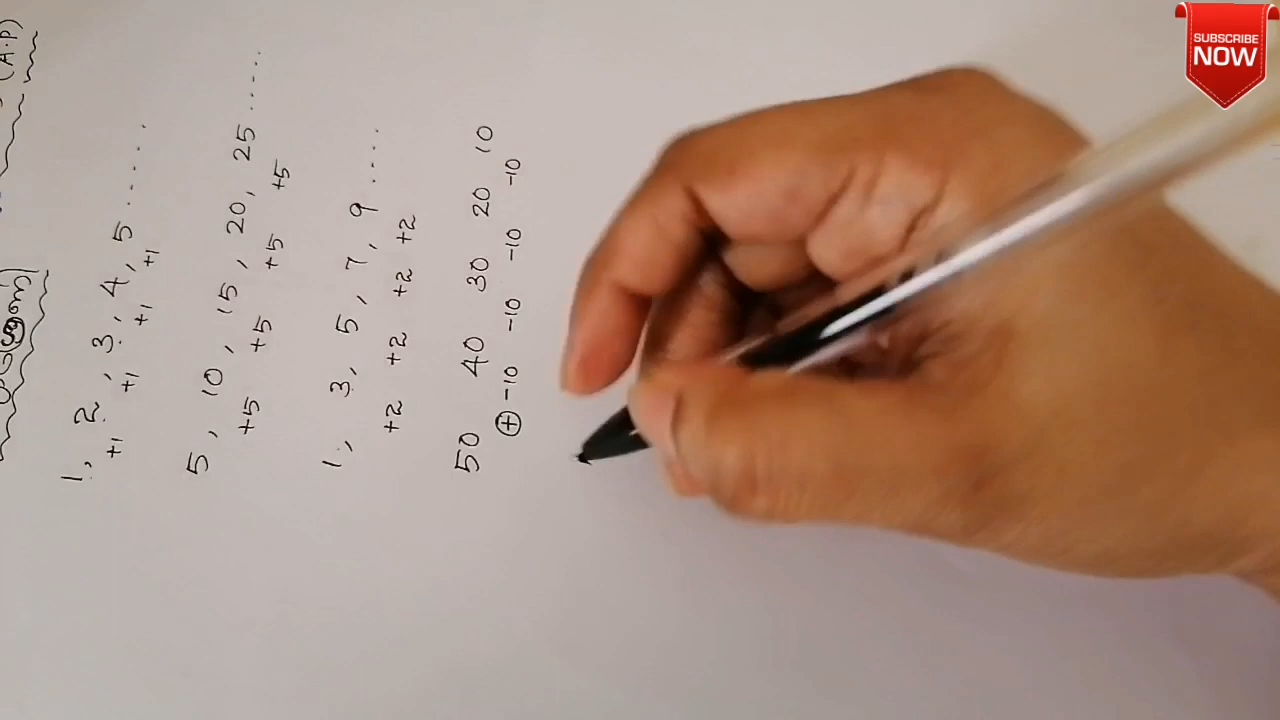 (A.P)
1, 2, 3, 4, 5 .....
+1 +1 +1 +1
5, 10, 15, 20, 25 .....
+5 +5 +5 +5
1, 3, 5, 7, 9 ....
+2 +2 +2 +2
50 40 30 20 10
+ -10 -10 -10 -10
SUBSCRIBE
NOW